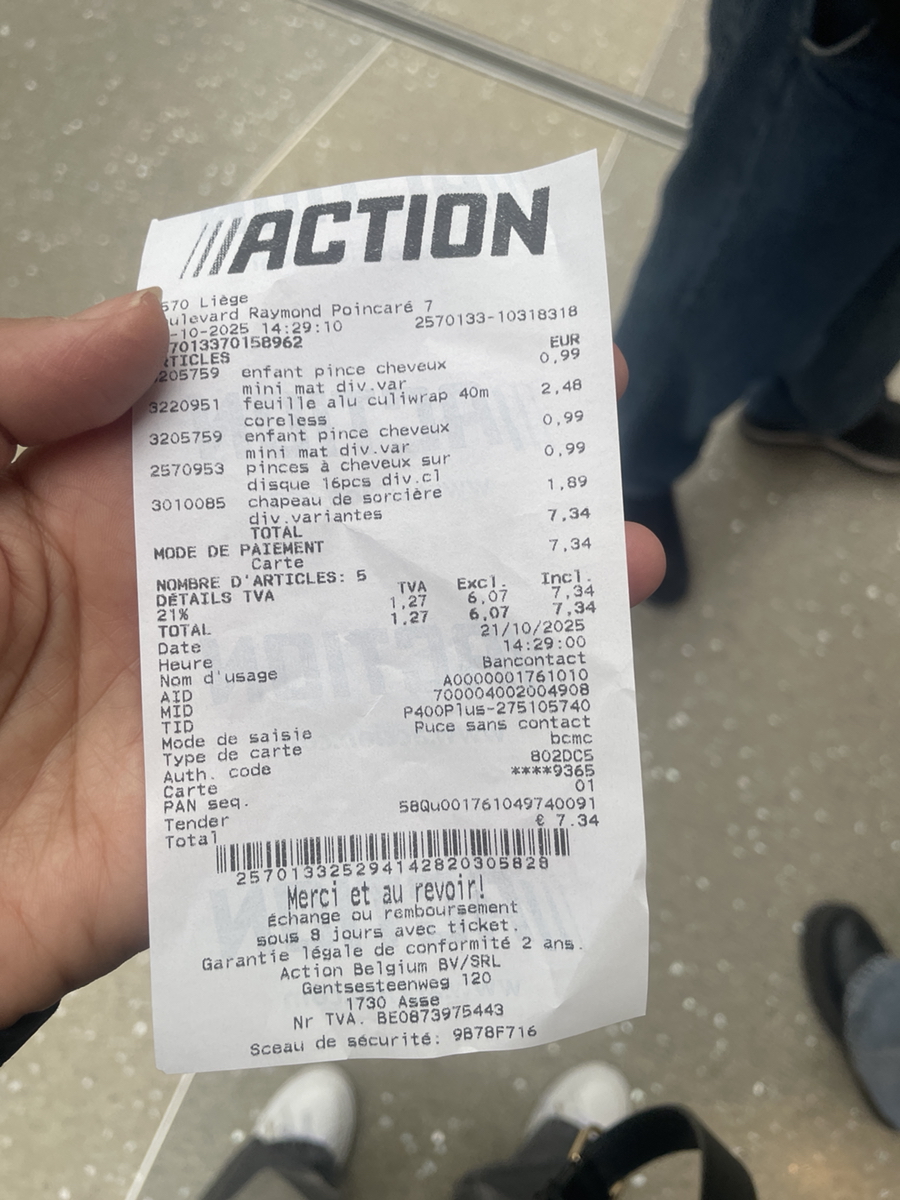 ACTION
570 Liège
ulevard Raymond Poincaré 7
-10-2025 14:29:10 2570133-10318318
7013370158962
TICLES EUR
205759 enfant pince cheveux 0,99
mini mat div.var
3220951 feuille alu culiwrap 40m 2,48
coreless
3205759 enfant pince cheveux 0,99
mini mat div.var
2570953 pinces à cheveux sur 0,99
disque 16pcs div.cl
3010085 chapeau de sorcière 1,89
div.variantes
TOTAL 7,34
MODE DE PAIEMENT
Carte 7,34
NOMBRE D'ARTICLES: 5
DÉTAILS TVA TVA Excl. Incl.
21% 1,27 6,07 7,34
TOTAL 1,27 6,07 7,34
Date 21/10/2025
Heure 14:29:00
Nom d'usage Bancontact
AID A0000001761010
MID 700004002004908
TID P400Plus-275105740
Mode de saisie Puce sans contact
Type de carte bcmc
Auth. code 802DC5
Carte ****9365
PAN seq. 01
Tender 58Qu001761049740091
Total € 7.34
257013325294142820305828
Merci et au revoir!
Échange ou remboursement
sous 8 jours avec ticket.
Garantie légale de conformité 2 ans.
Action Belgium BV/SRL
Gentsesteenweg 120
1730 Asse
Nr TVA. BE0873975443
Sceau de sécurité: 9B78F716